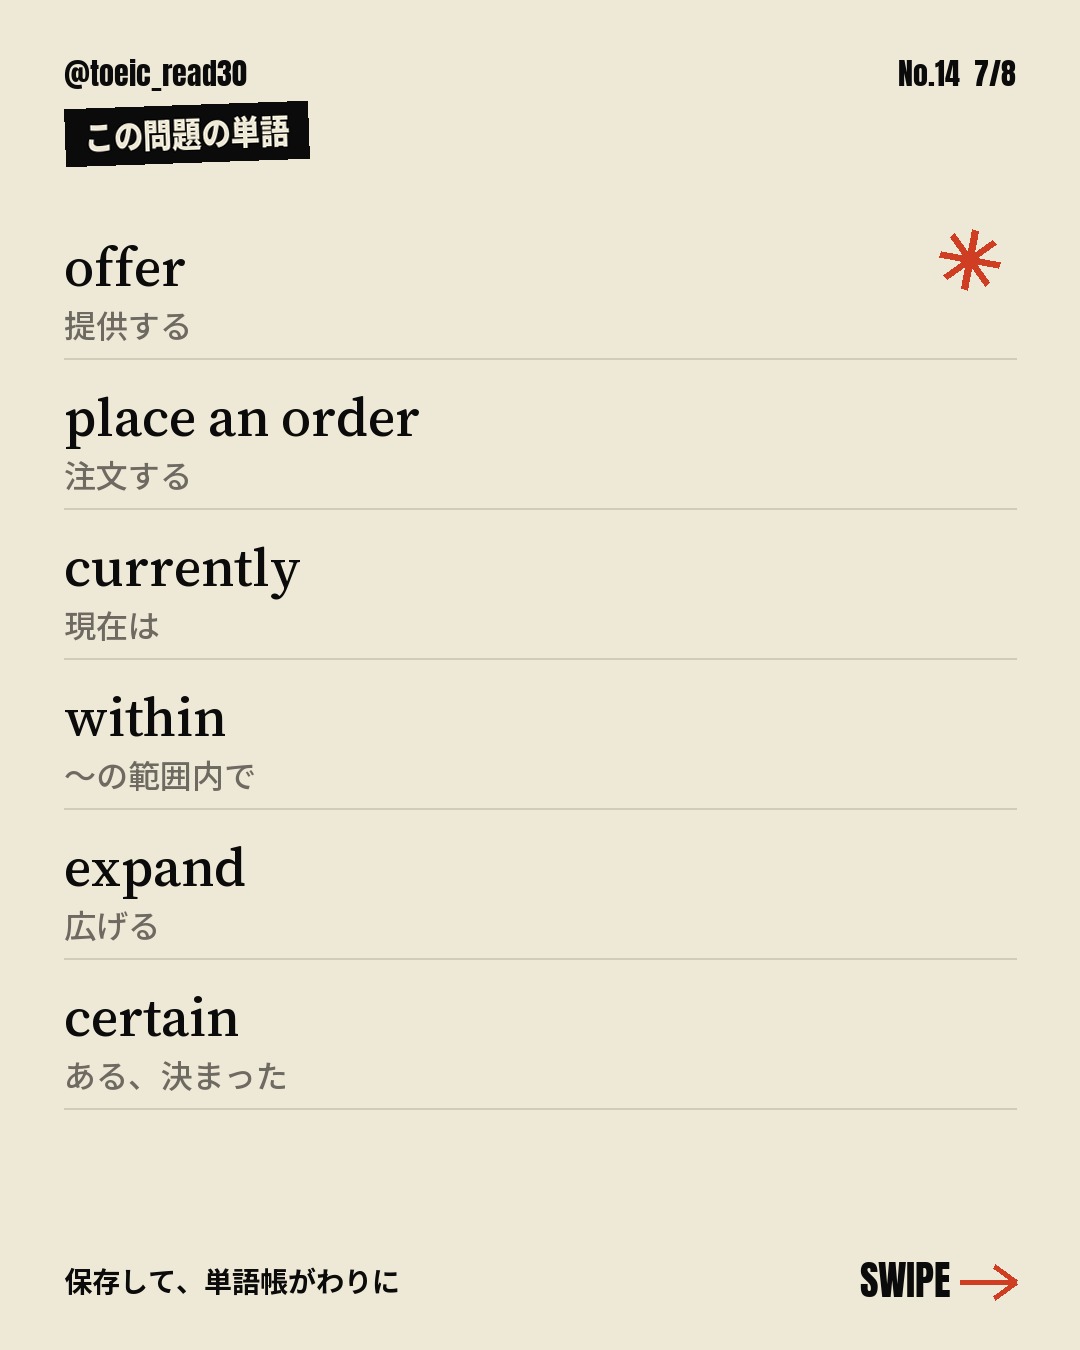 @toeic_read30
No.14 7/8
この問題の単語
offer
提供する
place an order
注文する
currently
現在は
within
〜の範囲内で
expand
広げる
certain
ある、決まった
保存して、単語帳がわりに
SWIPE